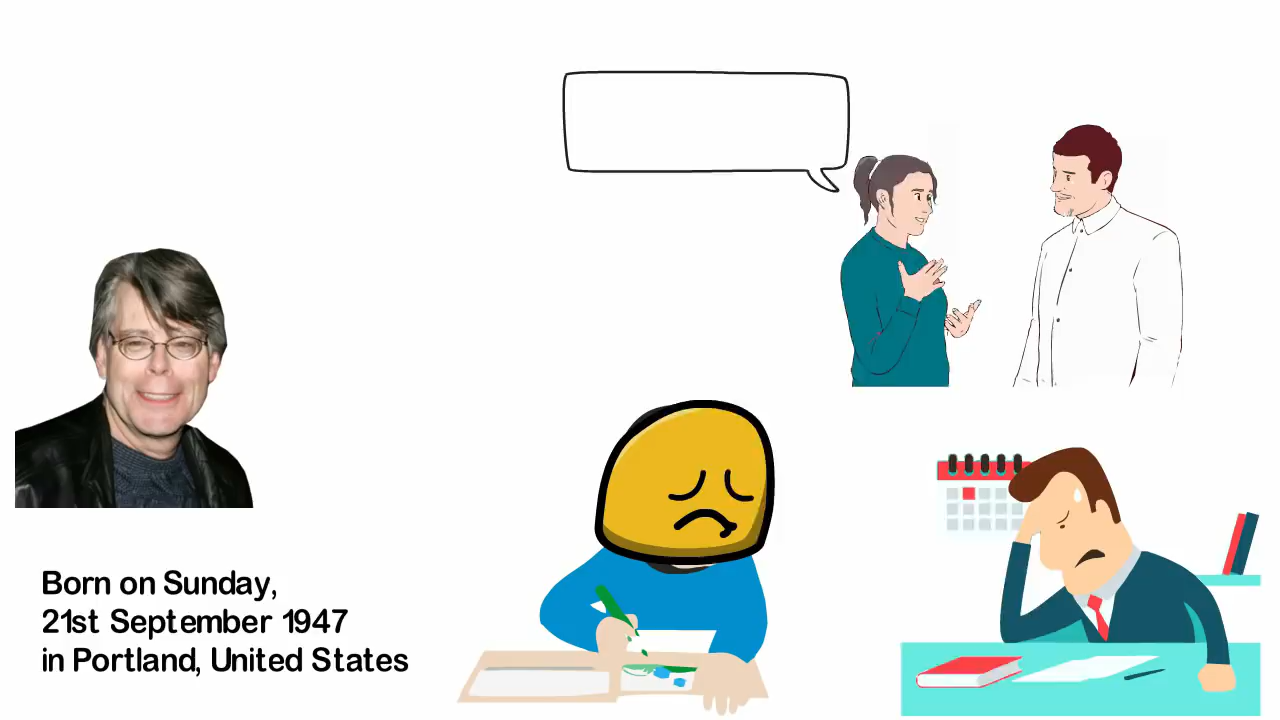 Born on Sunday,
21st September 1947
in Portland, United States